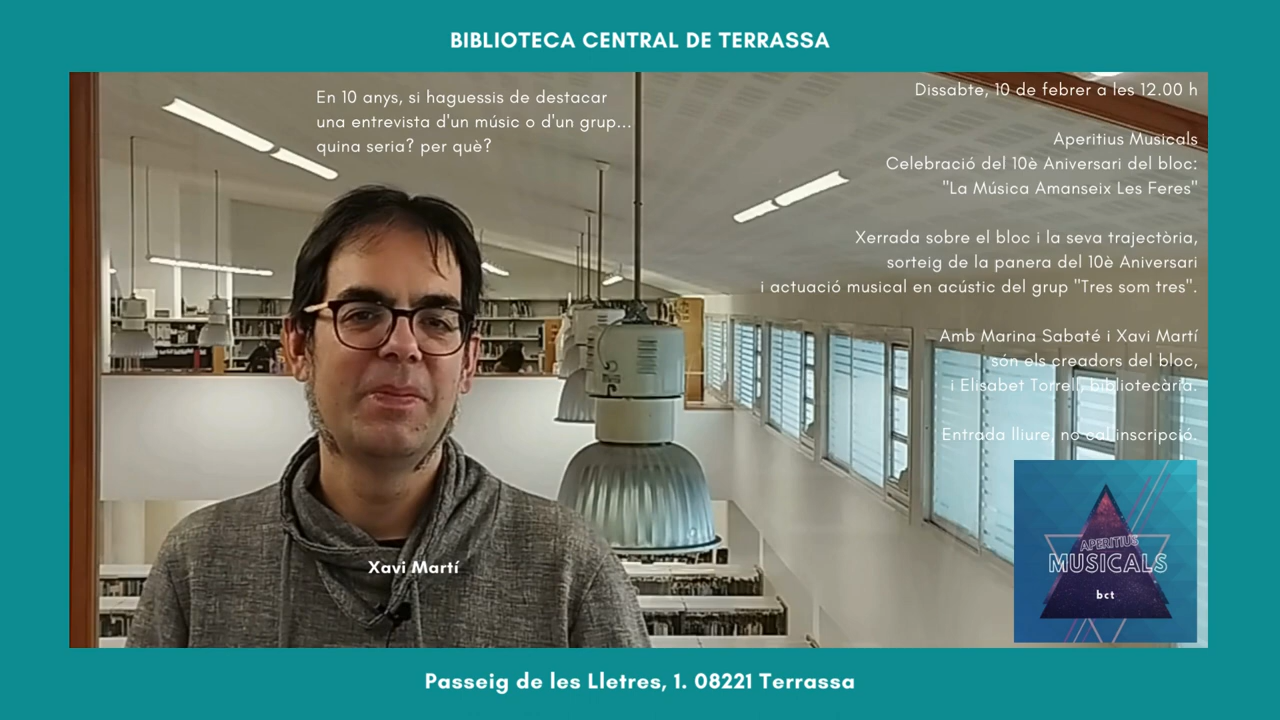 BIBLIOTECA CENTRAL DE TERRASSA
En 10 anys, si haguessis de destacar
una entrevista d'un músic o d'un grup...
quina seria? per què?
Dissabte, 10 de febrer a les 12.00 h
Aperitius Musicals
Celebració del 10è Aniversari del bloc:
"La Música Amanseix Les Feres"
Xerrada sobre el bloc i la seva trajectòria,
sorteig de la panera del 10è Aniversari
i actuació musical en acústic del grup "Tres som tres".
Amb Marina Sabaté i Xavi Martí
són els creadors del bloc,
i Elisabet Torrell, bibliotecària.
Entrada lliure, no cal inscripció.
Xavi Martí
APERITIUS
MUSICALS
bct
Passeig de les Lletres, 1. 08221 Terrassa